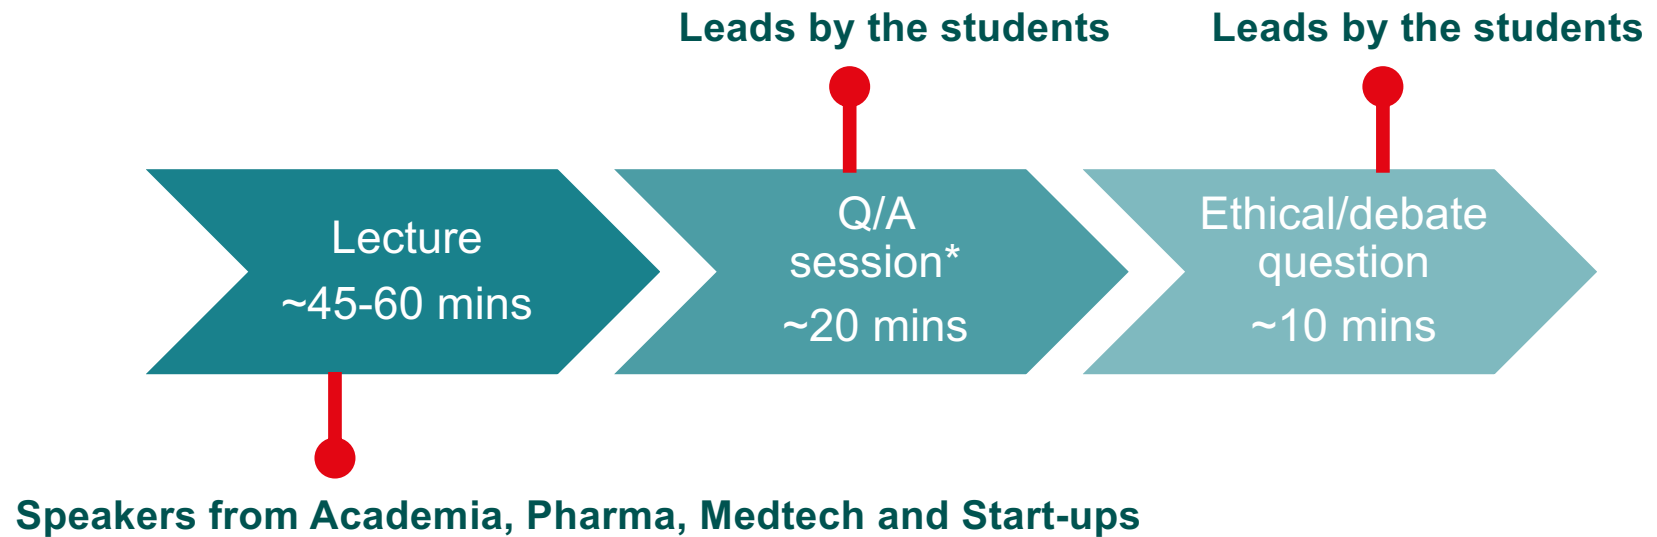 Leads by the students
Leads by the students
Lecture
~45-60 mins
Q/A
session*
~20 mins
Ethical/debate
question
~10 mins
Speakers from Academia, Pharma, Medtech and Start-ups